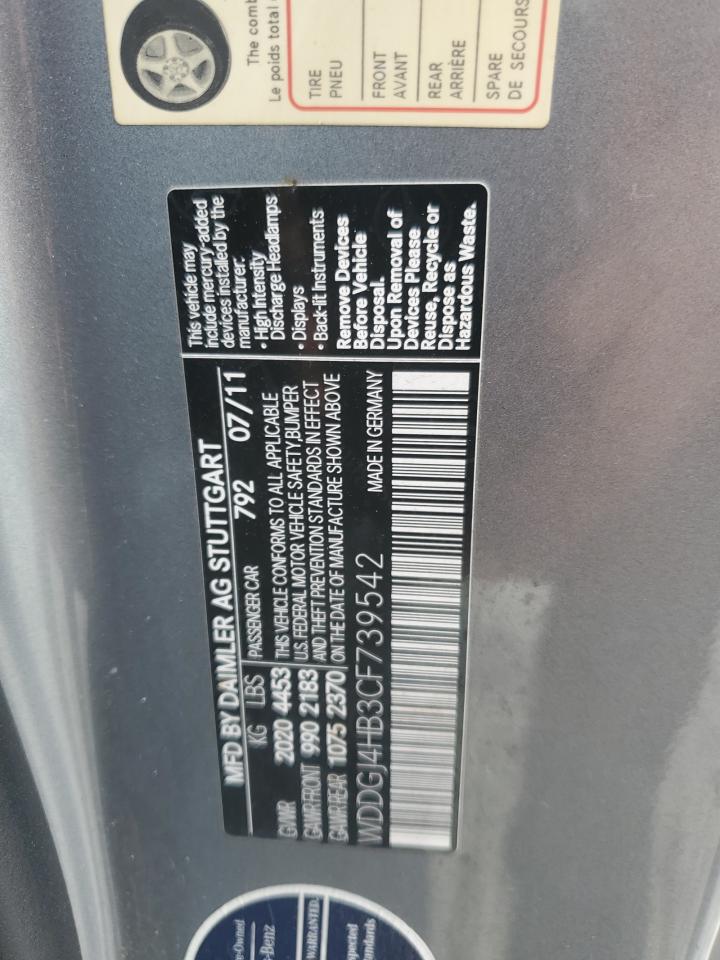 The comb
Le poids total
TIRE
PNEU
FRONT
AVANT
REAR
ARRIÈRE
SPARE
DE SECOURS
MFD BY DAIMLER AG STUTTGART
KG LBS PASSENGER CAR 792 07/11
GVWR 2020 4453
GAWR FRONT 990 2183
GAWR REAR 1075 2370
THIS VEHICLE CONFORMS TO ALL APPLICABLE
U.S. FEDERAL MOTOR VEHICLE SAFETY,BUMPER
AND THEFT PREVENTION STANDARDS IN EFFECT
ON THE DATE OF MANUFACTURE SHOWN ABOVE
WDDGJ4HB3CF739542 MADE IN GERMANY
This vehicle may
include mercury-added
devices installed by the
manufacturer:
• High Intensity
Discharge Headlamps
• Displays
• Back-lit Instruments
Remove Devices
Before Vehicle
Disposal.
Upon Removal of
Devices Please
Reuse, Recycle or
Dispose as
Hazardous Waste.
e-Owned
s-Benz
WARRANTED.
spected
tandards